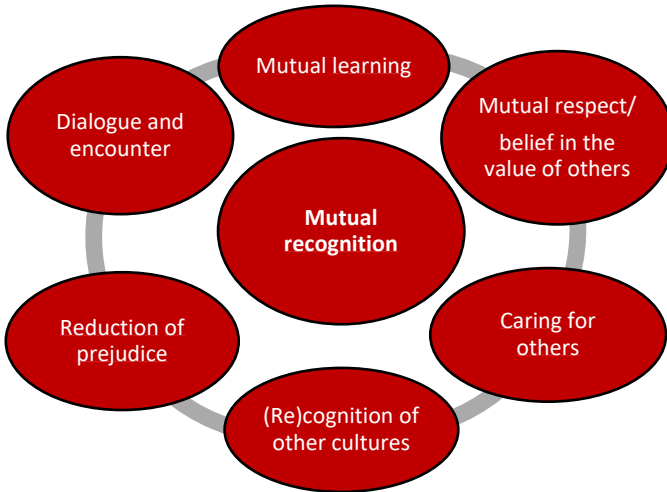 Mutual learning
Mutual respect/
belief in the
value of others
Dialogue and
encounter
Mutual
recognition
Caring for
others
Reduction of
prejudice
(Re)cognition of
other cultures